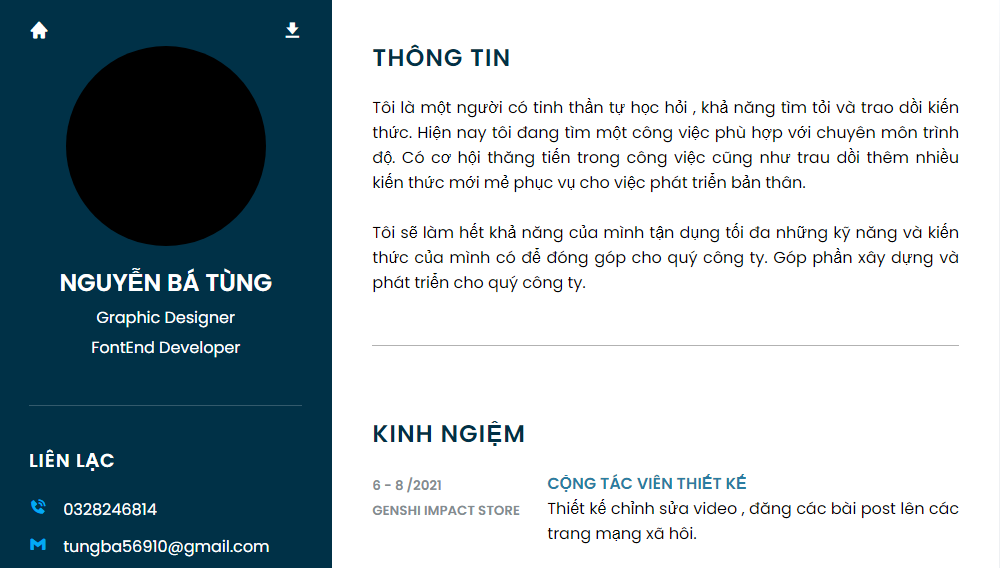 NGUYỄN BÁ TÙNG
Graphic Designer
FontEnd Developer
LIÊN LẠC
0328246814
tungba56910@gmail.com
THÔNG TIN
Tôi là một người có tinh thần tự học hỏi , khả năng tìm tỏi và trao dồi kiến
thức. Hiện nay tôi đang tìm một công việc phù hợp với chuyên môn trình
độ. Có cơ hội thăng tiến trong công việc cũng như trau dồi thêm nhiều
kiến thức mới mẻ phục vụ cho việc phát triển bản thân.
Tôi sẽ làm hết khả năng của mình tận dụng tối đa những kỹ năng và kiến
thức của mình có để đóng góp cho quý công ty. Góp phần xây dựng và
phát triển cho quý công ty.
KINH NGIỆM
6 - 8 /2021
GENSHI IMPACT STORE
CỘNG TÁC VIÊN THIẾT KẾ
Thiết kế chỉnh sửa video , đăng các bài post lên các
trang mạng xã hôi.